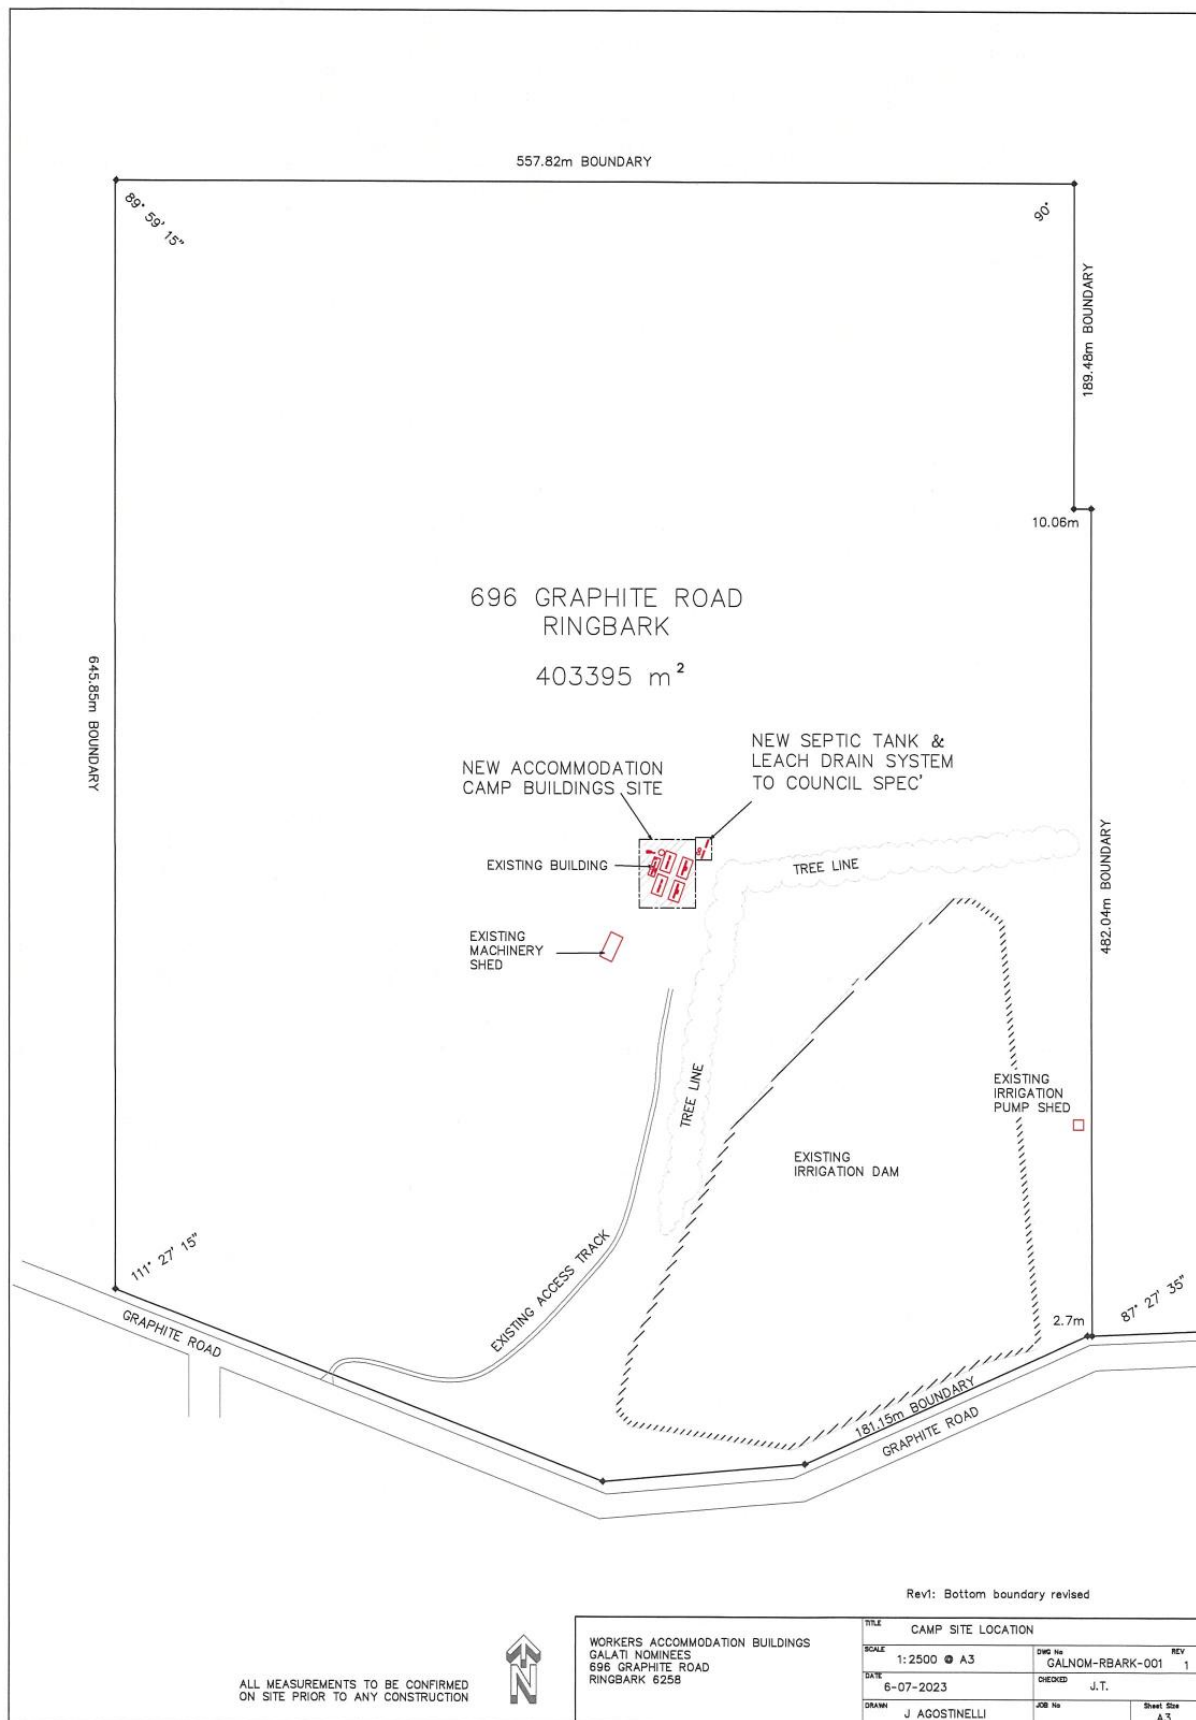 557.82m BOUNDARY
89° 59' 15"
90°
189.48m BOUNDARY
10.06m
696 GRAPHITE ROAD
RINGBARK
403395 m²
645.85m BOUNDARY
NEW SEPTIC TANK &
LEACH DRAIN SYSTEM
TO COUNCIL SPEC'
NEW ACCOMMODATION
CAMP BUILDINGS SITE
482.04m BOUNDARY
EXISTING BUILDING
TREE LINE
EXISTING
MACHINERY
SHED
TREE LINE
EXISTING
IRRIGATION
PUMP SHED
EXISTING
IRRIGATION DAM
111° 27' 15"
EXISTING ACCESS TRACK
87° 27' 35"
2.7m
GRAPHITE ROAD
181.15m BOUNDARY
GRAPHITE ROAD
Rev1: Bottom boundary revised
ALL MEASUREMENTS TO BE CONFIRMED
ON SITE PRIOR TO ANY CONSTRUCTION
N
WORKERS ACCOMMODATION BUILDINGS
GALATI NOMINEES
696 GRAPHITE ROAD
RINGBARK 6258
TITLE CAMP SITE LOCATION
SCALE 1:2500 @ A3
DWG No GALNOM-RBARK-001 REV 1
DATE 6-07-2023
CHECKED J.T.
DRAWN J AGOSTINELLI
JOB No
Sheet Size A3